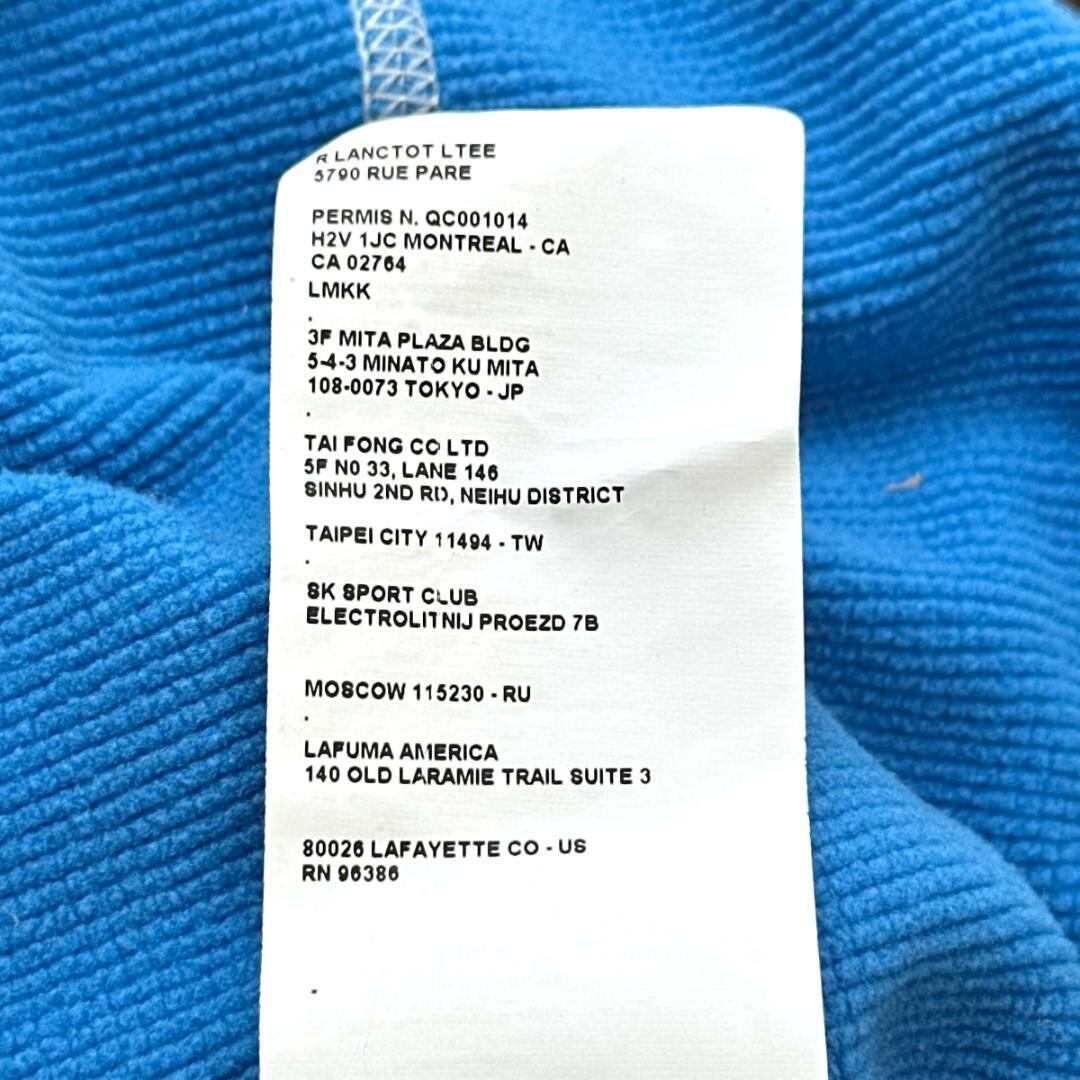 R LANCTOT LTEE
5790 RUE PARE
PERMIS N. QC001014
H2V 1JC MONTREAL - CA
CA 02764
LMKK
.
3F MITA PLAZA BLDG
5-4-3 MINATO KU MITA
108-0073 TOKYO - JP
.
TAI FONG CO LTD
5F N0 33, LANE 146
SINHU 2ND RD, NEIHU DISTRICT
TAIPEI CITY 11494 - TW
.
SK SPORT CLUB
ELECTROLITNIJ PROEZD 7B
MOSCOW 115230 - RU
.
LAFUMA AMERICA
140 OLD LARAMIE TRAIL SUITE 3
80026 LAFAYETTE CO - US
RN 96386
.